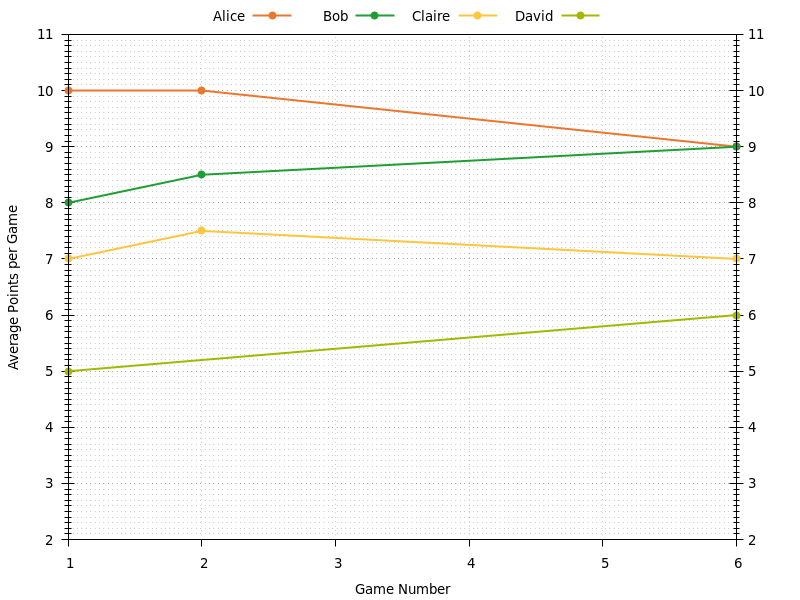 Alice Bob Claire David
11 11
10 10
9 9
8 8
7 7
6 6
5 5
4 4
3 3
2 2
1 2 3 4 5 6
Average Points per Game
Game Number